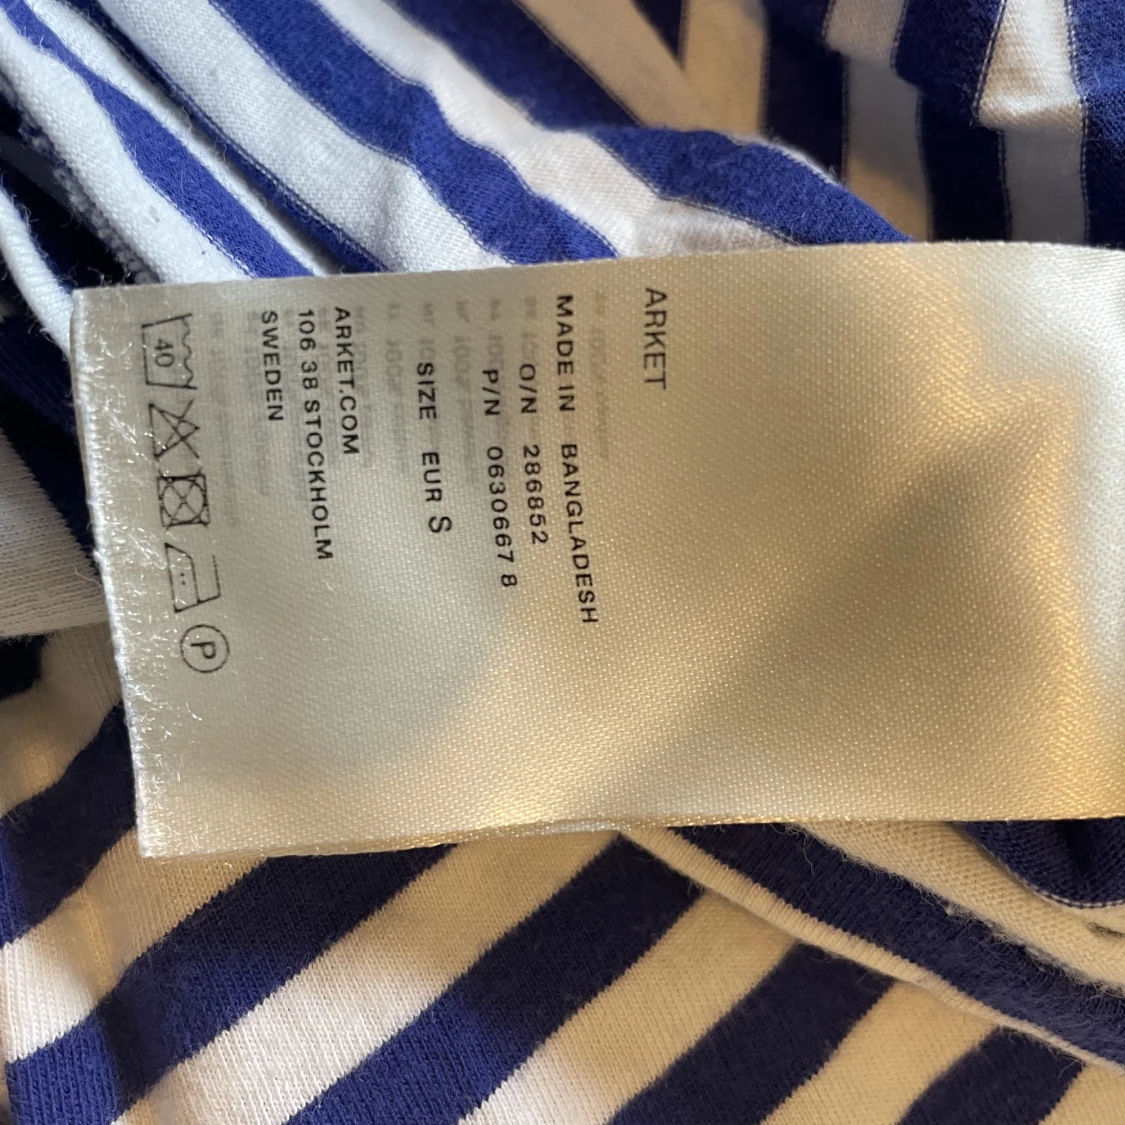 ARKET
MADE IN BANGLADESH
O/N 286852
P/N 0630667 8
SIZE EUR S
ARKET.COM
106 38 STOCKHOLM
SWEDEN
40
P